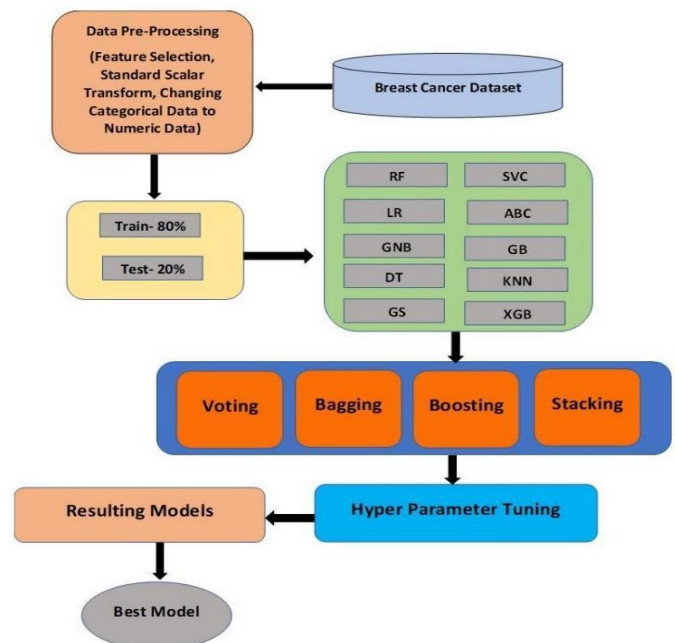 Data Pre-Processing
(Feature Selection,
Standard Scalar
Transform, Changing
Categorical Data to
Numeric Data)
Breast Cancer Dataset
Train- 80%
Test- 20%
RF
SVC
LR
ABC
GNB
GB
DT
KNN
GS
XGB
Voting
Bagging
Boosting
Stacking
Hyper Parameter Tuning
Resulting Models
Best Model